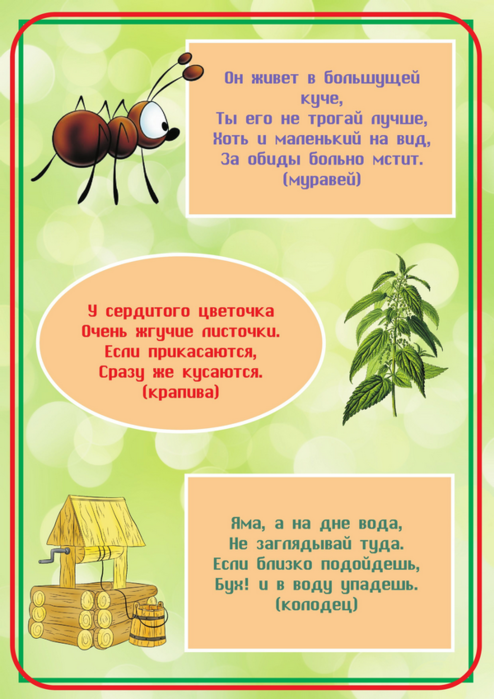 Он живет в большущей
куче,
Ты его не трогай лучше,
Хоть и маленький на вид,
За обиды больно мстит.
(муравей)
У сердитого цветочка
Очень жгучие листочки.
Если прикасаются,
Сразу же кусаются.
(крапива)
Яма, а на дне вода,
Не заглядывай туда.
Если близко подойдешь,
Бух! и в воду упадешь.
(колодец)